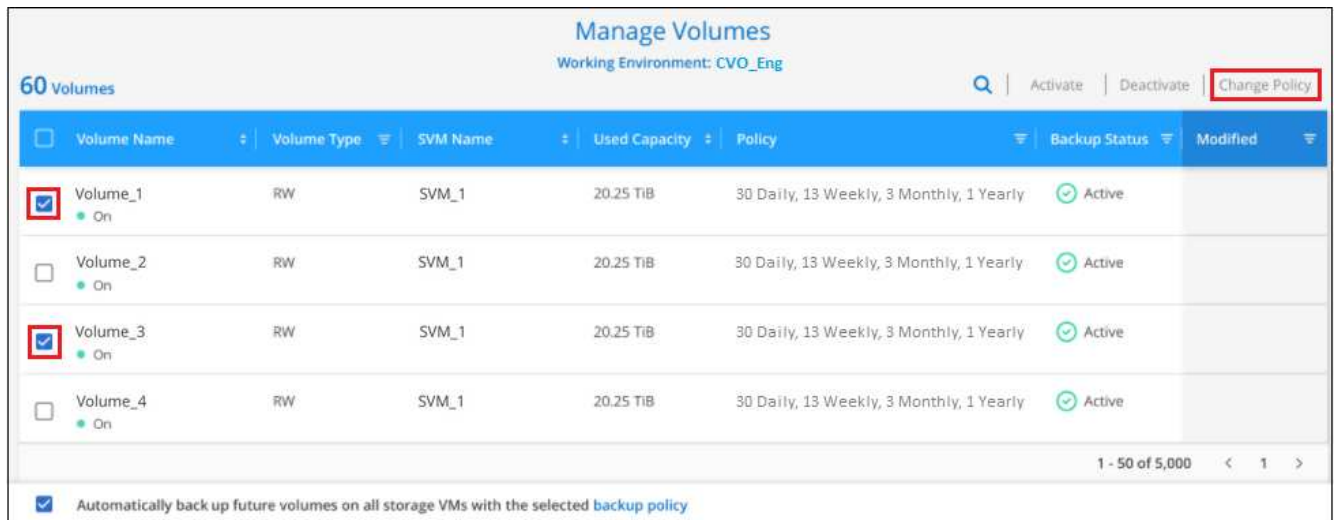 Manage Volumes
Working Environment: CVO_Eng
60 Volumes
Activate | Deactivate | Change Policy
Volume Name Volume Type SVM Name Used Capacity Policy Backup Status Modified
Volume_1 RW SVM_1 20.25 TiB 30 Daily, 13 Weekly, 3 Monthly, 1 Yearly Active
On
Volume_2 RW SVM_1 20.25 TiB 30 Daily, 13 Weekly, 3 Monthly, 1 Yearly Active
On
Volume_3 RW SVM_1 20.25 TiB 30 Daily, 13 Weekly, 3 Monthly, 1 Yearly Active
On
Volume_4 RW SVM_1 20.25 TiB 30 Daily, 13 Weekly, 3 Monthly, 1 Yearly Active
On
1 - 50 of 5,000 < 1 >
Automatically back up future volumes on all storage VMs with the selected backup policy